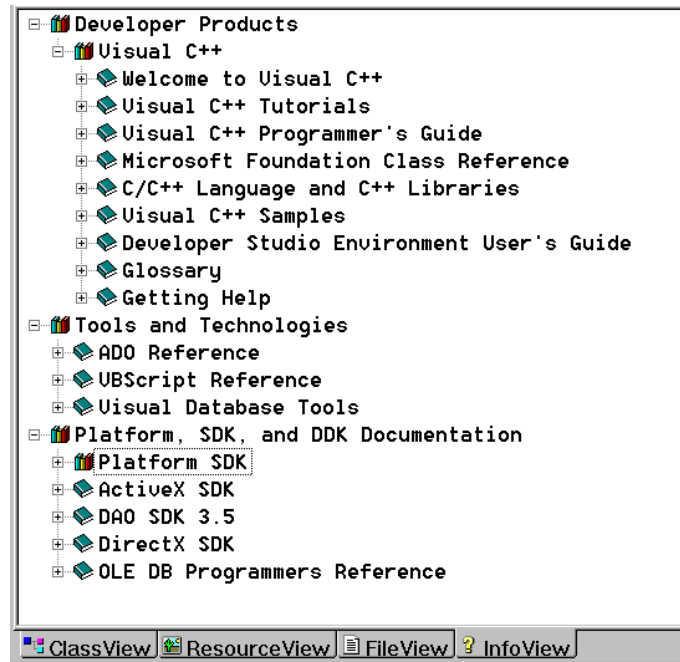 Developer Products
Visual C++
Welcome to Visual C++
Visual C++ Tutorials
Visual C++ Programmer's Guide
Microsoft Foundation Class Reference
C/C++ Language and C++ Libraries
Visual C++ Samples
Developer Studio Environment User's Guide
Glossary
Getting Help
Tools and Technologies
ADO Reference
VBScript Reference
Visual Database Tools
Platform, SDK, and DDK Documentation
Platform SDK
ActiveX SDK
DAO SDK 3.5
DirectX SDK
OLE DB Programmers Reference
ClassView ResourceView FileView InfoView